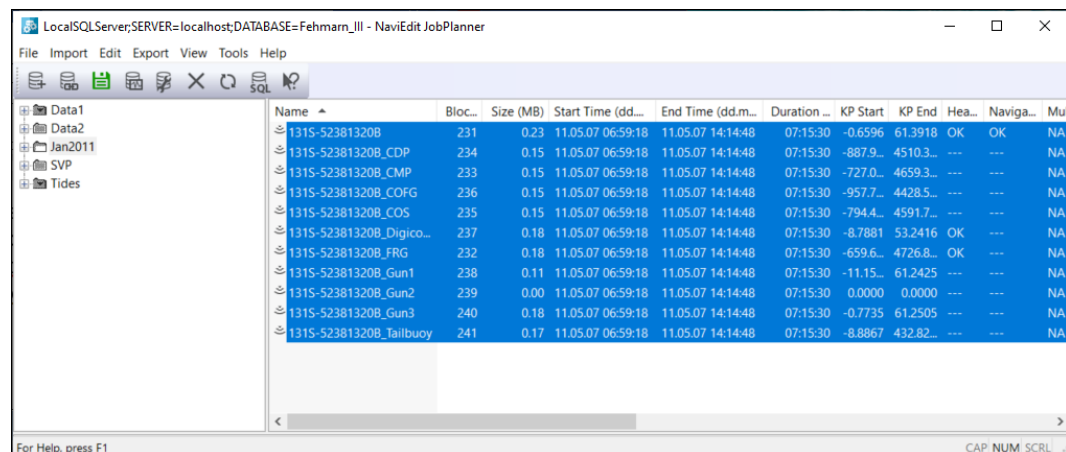 LocalSQLServer;SERVER=localhost;DATABASE=Fehmarn_III - NaviEdit JobPlanner
File Import Edit Export View Tools Help
SQL
Data1
Data2
Jan2011
SVP
Tides
Name Bloc... Size (MB) Start Time (dd.... End Time (dd.m... Duration ... KP Start KP End Hea... Naviga... Mu
131S-52381320B 231 0.23 11.05.07 06:59:18 11.05.07 14:14:48 07:15:30 -0.6596 61.3918 OK OK NA
131S-52381320B_CDP 234 0.15 11.05.07 06:59:18 11.05.07 14:14:48 07:15:30 -887.9... 4510.3... --- --- NA
131S-52381320B_CMP 233 0.15 11.05.07 06:59:18 11.05.07 14:14:48 07:15:30 -727.0... 4659.3... --- --- NA
131S-52381320B_COFG 236 0.15 11.05.07 06:59:18 11.05.07 14:14:48 07:15:30 -957.7... 4428.5... --- --- NA
131S-52381320B_COS 235 0.15 11.05.07 06:59:18 11.05.07 14:14:48 07:15:30 -794.4... 4591.7... --- --- NA
131S-52381320B_Digico... 237 0.18 11.05.07 06:59:18 11.05.07 14:14:48 07:15:30 -8.7881 53.2416 OK --- NA
131S-52381320B_FRG 232 0.18 11.05.07 06:59:18 11.05.07 14:14:48 07:15:30 -659.6... 4726.8... OK --- NA
131S-52381320B_Gun1 238 0.11 11.05.07 06:59:18 11.05.07 14:14:48 07:15:30 -11.15... 61.2425 --- --- NA
131S-52381320B_Gun2 239 0.00 11.05.07 06:59:18 11.05.07 14:14:48 07:15:30 0.0000 0.0000 --- --- NA
131S-52381320B_Gun3 240 0.18 11.05.07 06:59:18 11.05.07 14:14:48 07:15:30 -0.7735 61.2505 --- --- NA
131S-52381320B_Tailbuoy 241 0.17 11.05.07 06:59:18 11.05.07 14:14:48 07:15:30 -8.8867 432.82... --- --- NA
For Help, press F1 CAP NUM SCRL